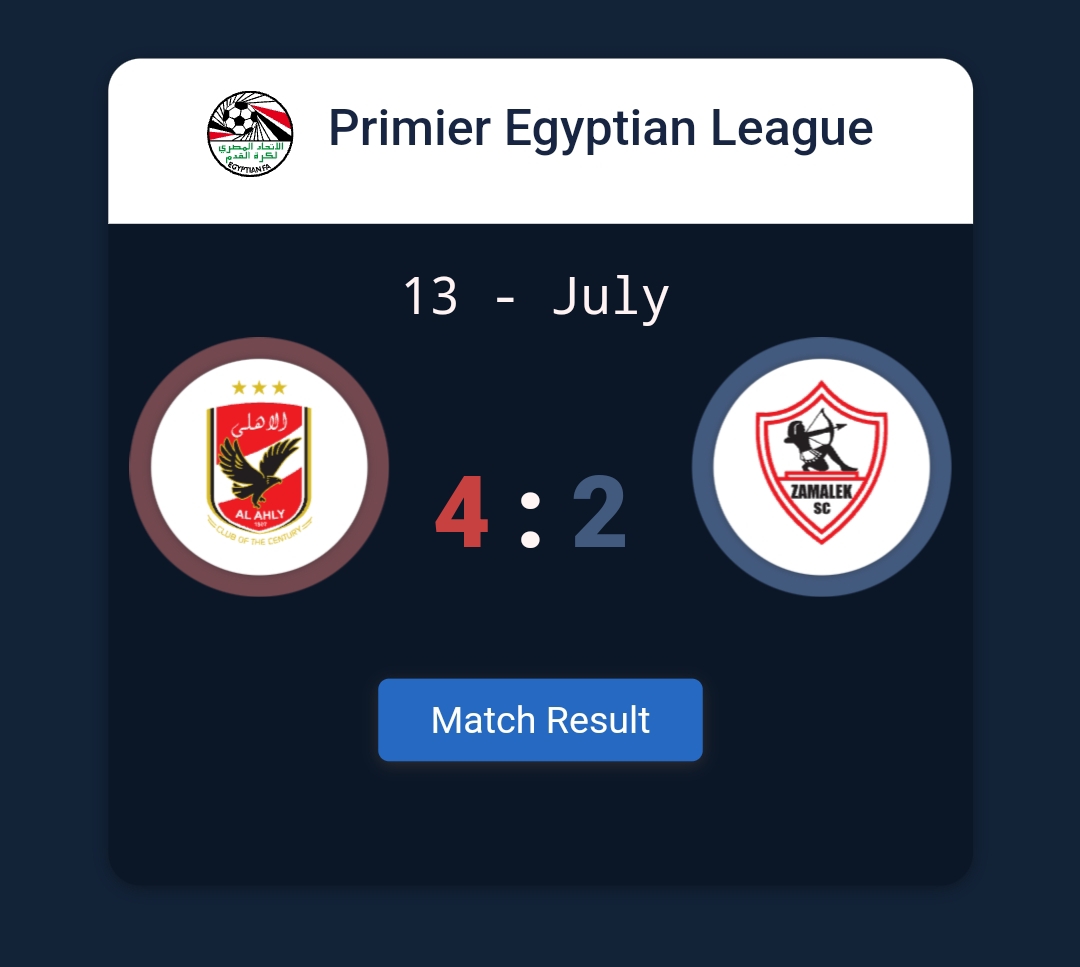 الاتحاد المصري
لكرة القدم
EGYPTIAN FA
Primier Egyptian League
13 - July
الاهلى
AL AHLY
1907
CLUB OF THE CENTURY
4 : 2
ZAMALEK
SC
Match Result